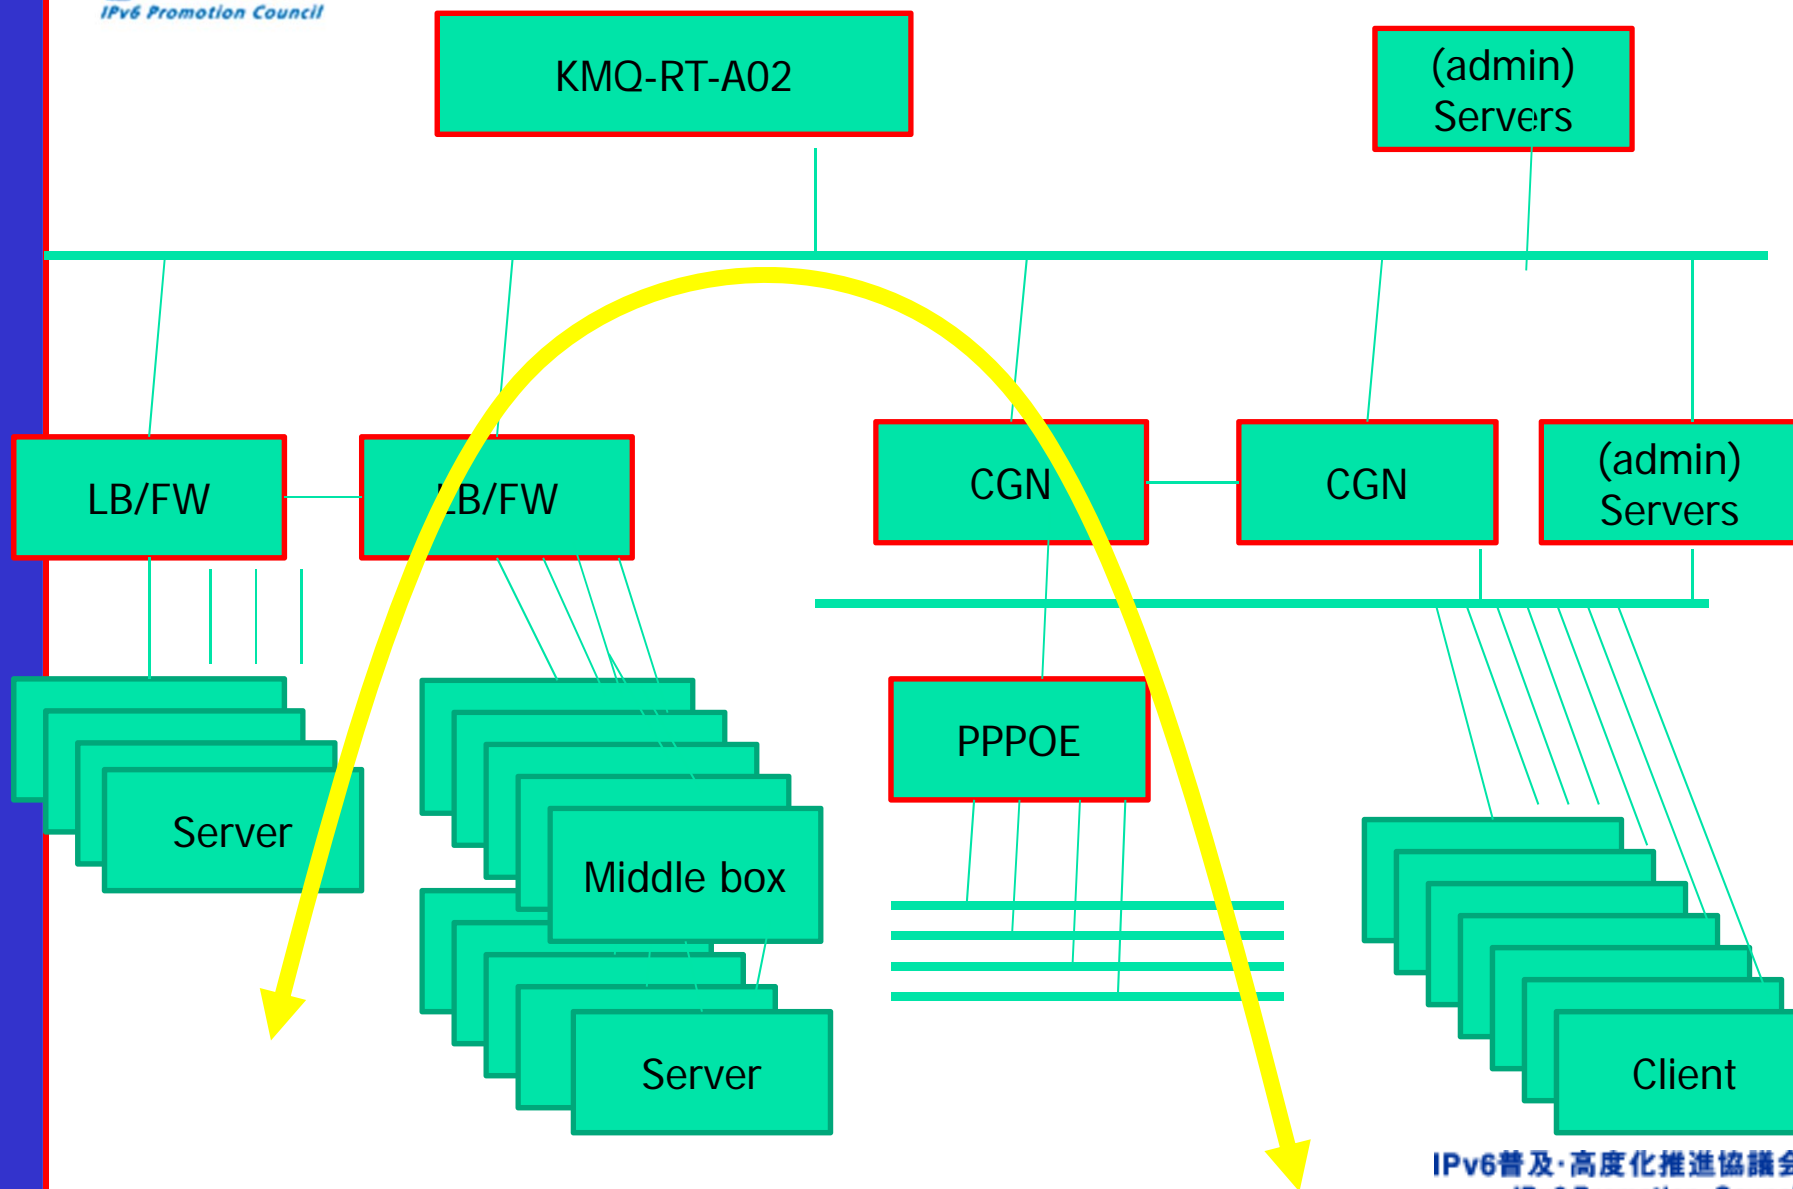 IPv6 Promotion Council
KMQ-RT-A02
(admin)
Servers
LB/FW
LB/FW
CGN
CGN
(admin)
Servers
PPPOE
Server
Middle box
Server
Client
IPv6普及·高度化推進協議会